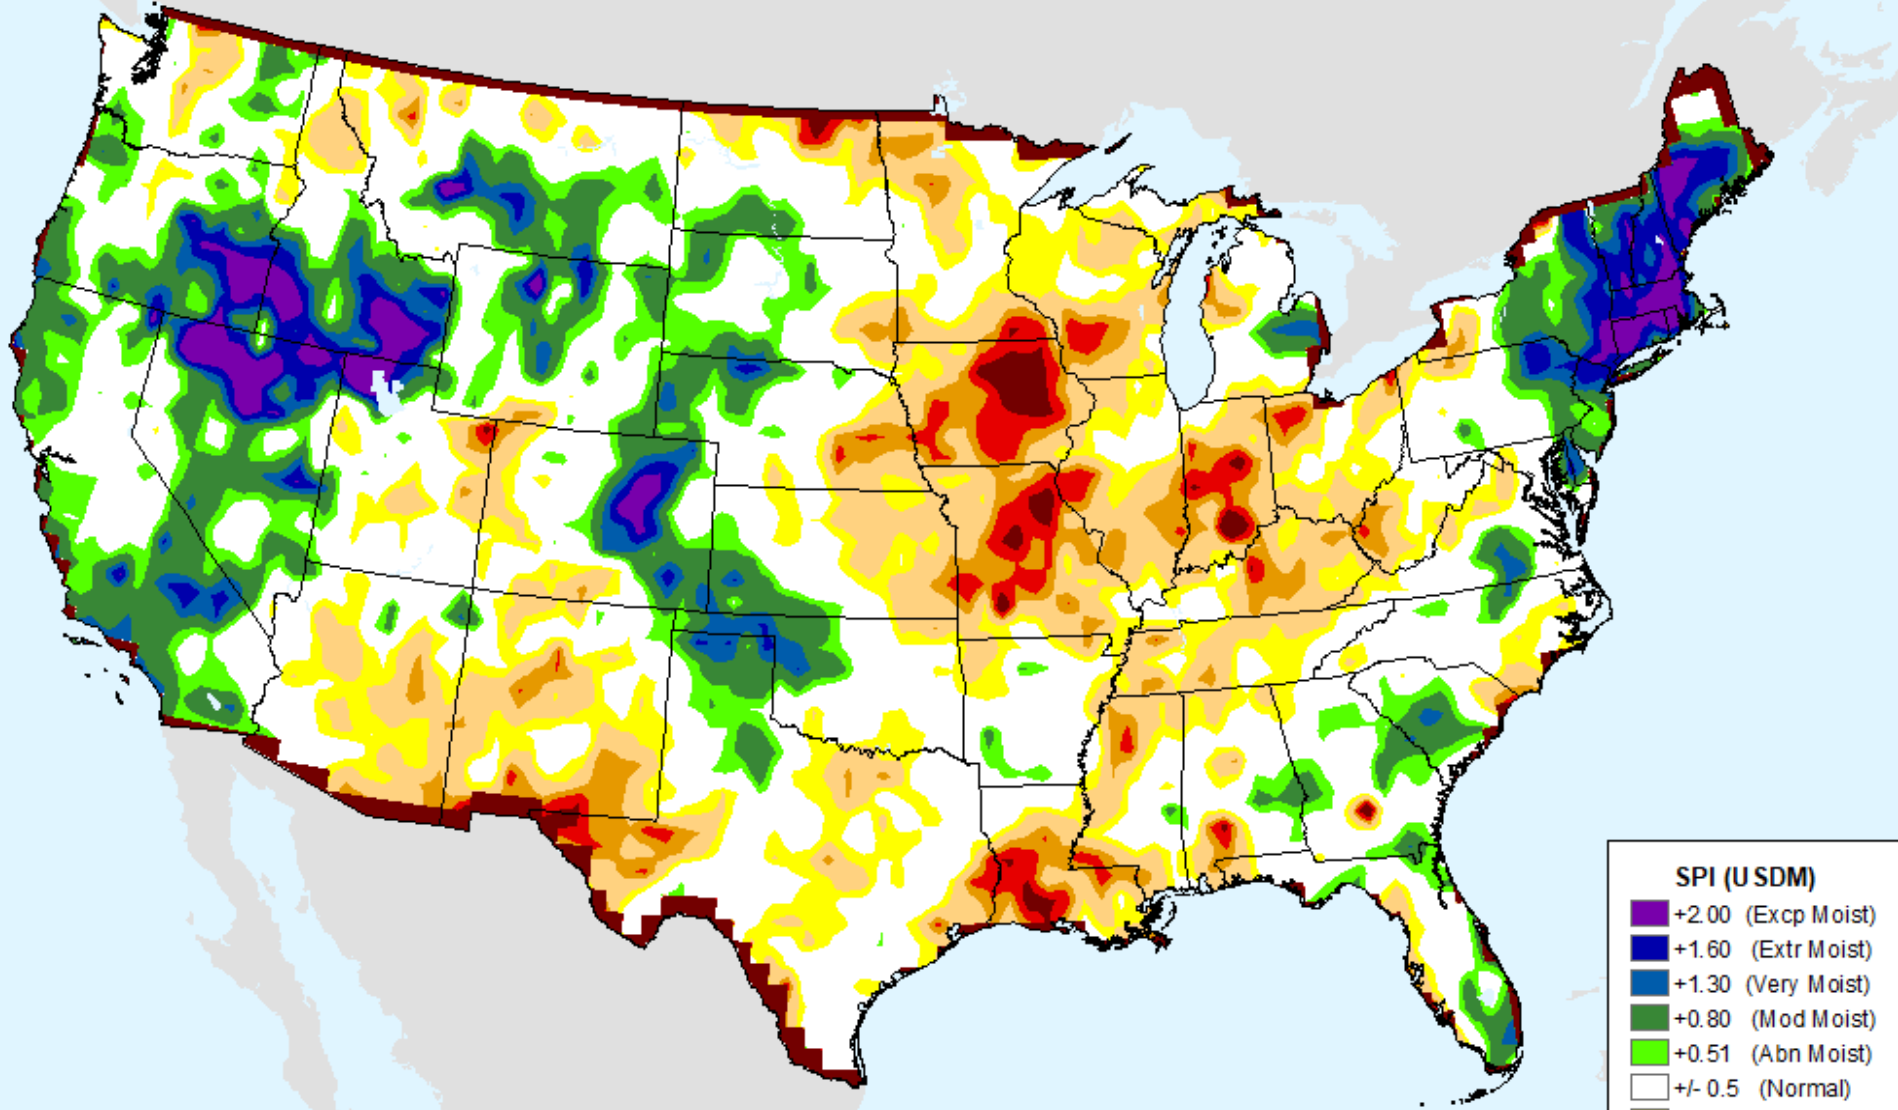 SPI (USDM)
+2.00 (Excp Moist)
+1.60 (Extr Moist)
+1.30 (Very Moist)
+0.80 (Mod Moist)
+0.51 (Abn Moist)
+/- 0.5 (Normal)